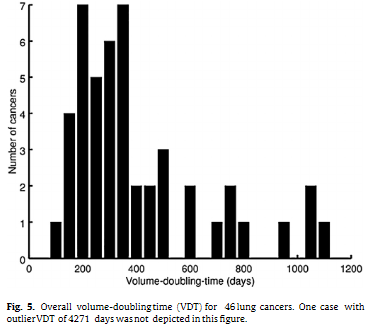 7
6
5
4
3
2
1
0
Number of cancers
0 200 400 600 800 1000 1200
Volume-doubling-time (days)
Fig. 5. Overall volume-doubling time (VDT) for 46 lung cancers. One case with
outlier VDT of 4271 days was not depicted in this figure.